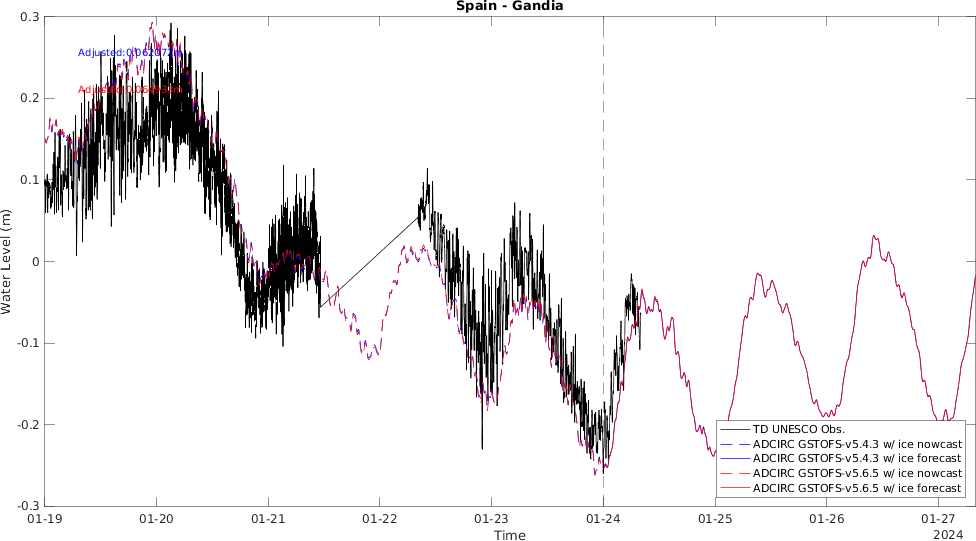 Spain - Gandia
0.3
0.2
0.1
0
-0.1
-0.2
-0.3
Water Level (m)
Adjusted:0.062072m
TD UNESCO Obs.
ADCIRC GSTOFS-v5.4.3 w/ ice nowcast
ADCIRC GSTOFS-v5.4.3 w/ ice forecast
ADCIRC GSTOFS-v5.6.5 w/ ice nowcast
ADCIRC GSTOFS-v5.6.5 w/ ice forecast
01-19 01-20 01-21 01-22 01-23 01-24 01-25 01-26 01-27
Time
2024